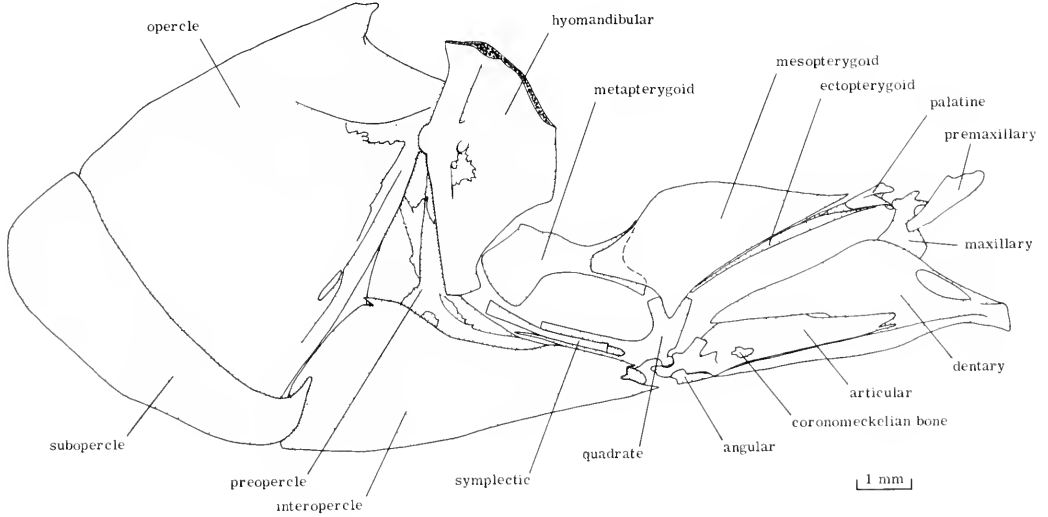 opercle
hyomandibular
metapterygoid
mesopterygoid
ectopterygoid
palatine
premaxillary
maxillary
dentary
articular
coronomeckelian bone
angular
quadrate
symplectic
interopercle
preopercle
subopercle
1 mm